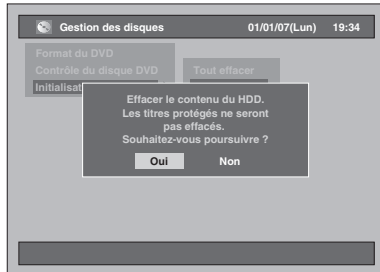 Gestion des disques 01/01/07(Lun) 19:34
Format du DVD
Contrôle du disque DVD Tout effacer
Effacer le contenu du HDD.
Les titres protégés ne seront
pas effacés.
Souhaitez-vous poursuivre ?
Oui Non